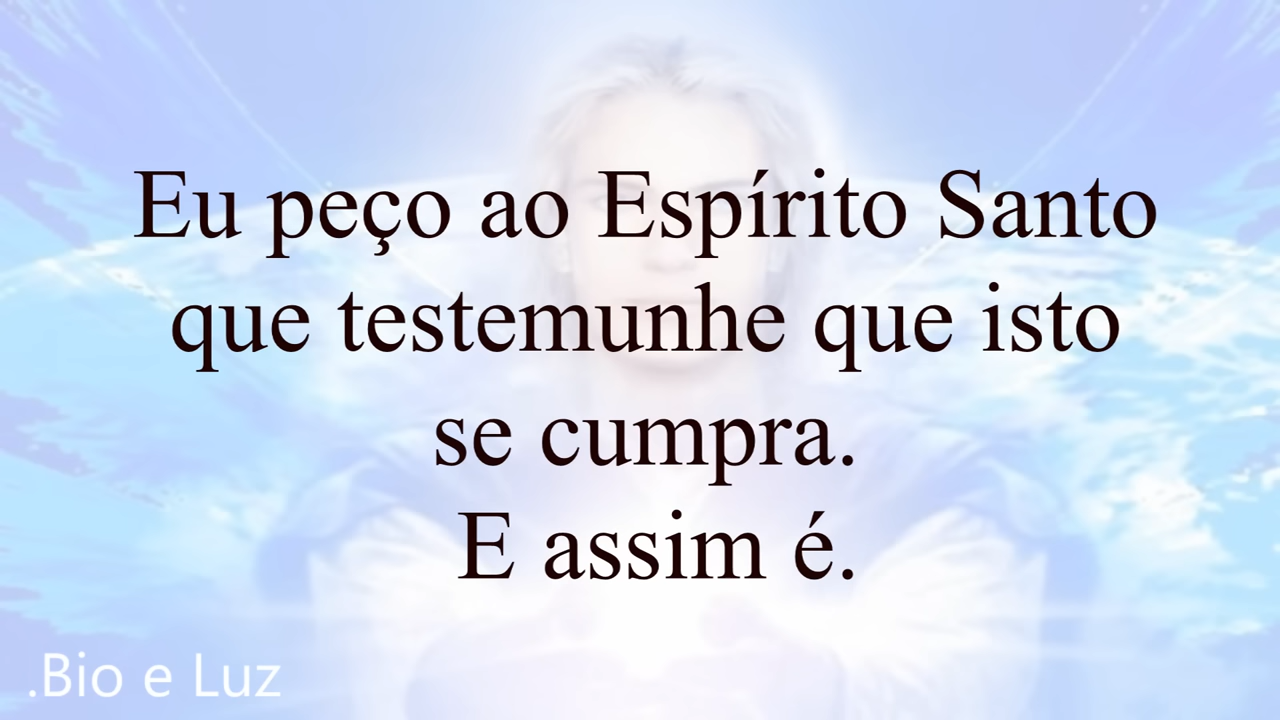 Eu peço ao Espírito Santo
que testemunhe que isto
se cumpra.
E assim é.
.Bio e Luz